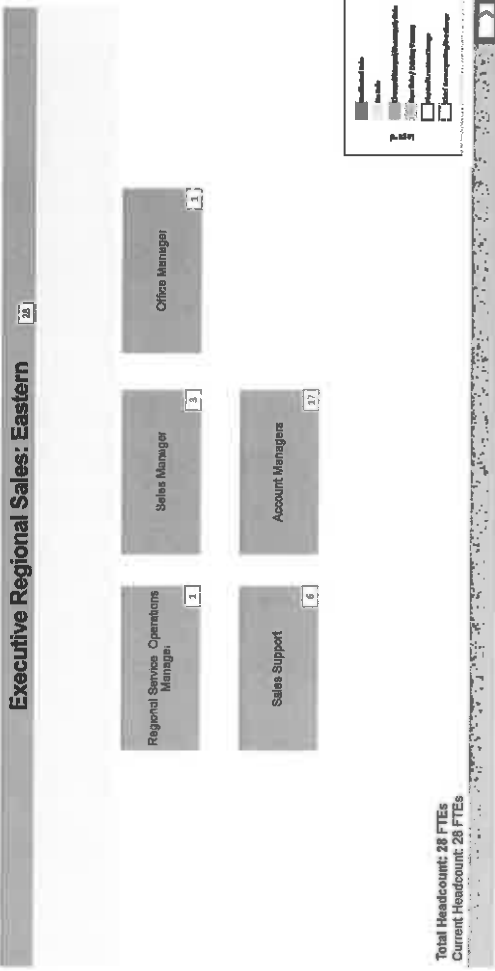 Executive Regional Sales: Eastern
28
Regional Service Operations
Manager
1
Sales Manager
3
Office Manager
1
Sales Support
6
Account Managers
17
Total Headcount: 28 FTEs
Current Headcount: 28 FTEs